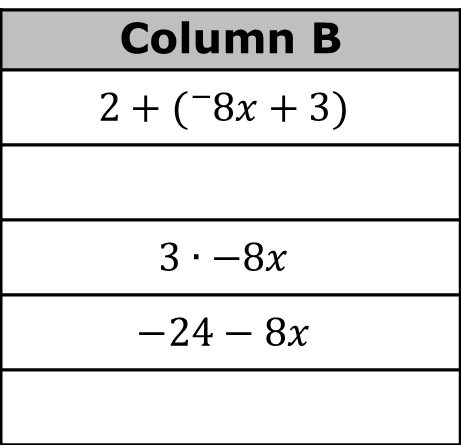 Column B
2 + (⁻8x + 3)
3 · −8x
−24 − 8x